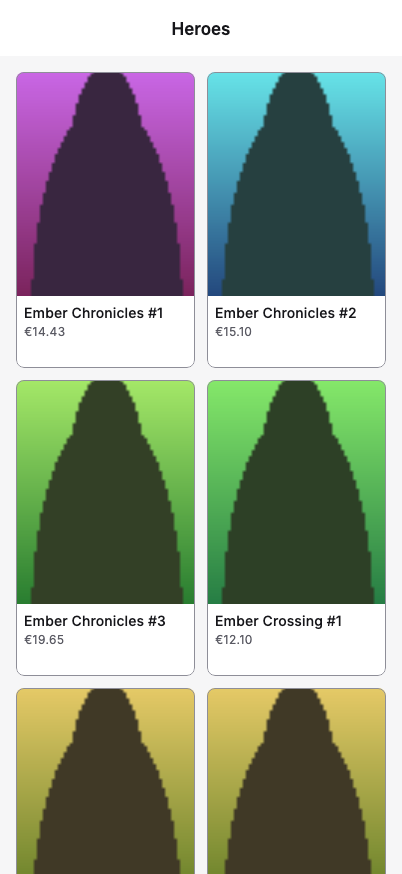 Heroes
Ember Chronicles #1
€14.43
Ember Chronicles #2
€15.10
Ember Chronicles #3
€19.65
Ember Crossing #1
€12.10